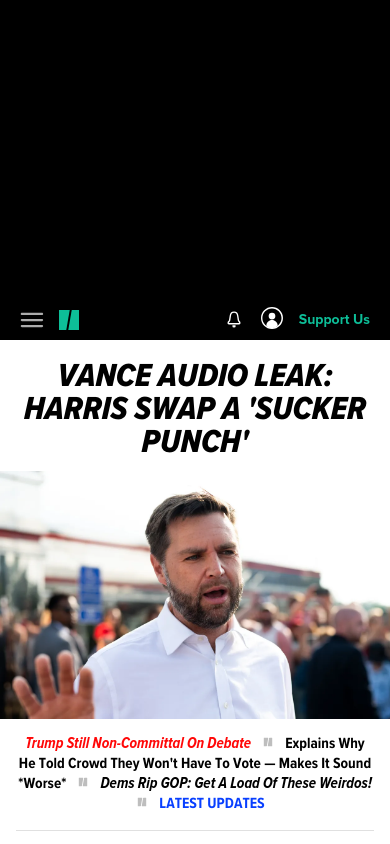 Support Us
VANCE AUDIO LEAK:
HARRIS SWAP A 'SUCKER
PUNCH'
Trump Still Non-Committal On Debate Explains Why
He Told Crowd They Won't Have To Vote — Makes It Sound
*Worse* Dems Rip GOP: Get A Load Of These Weirdos!
LATEST UPDATES